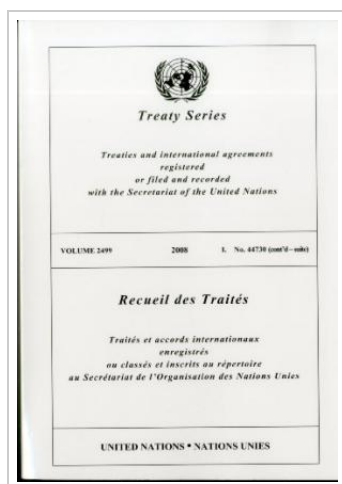 Treaty Series
Treaties and international agreements
registered
or filed and recorded
with the Secretariat of the United Nations
VOLUME 2499 2008 I. No. 44730 (cont'd - suite)
Recueil des Traités
Traités et accords internationaux
enregistrés
ou classés et inscrits au répertoire
au Secrétariat de l'Organisation des Nations Unies
UNITED NATIONS • NATIONS UNIES